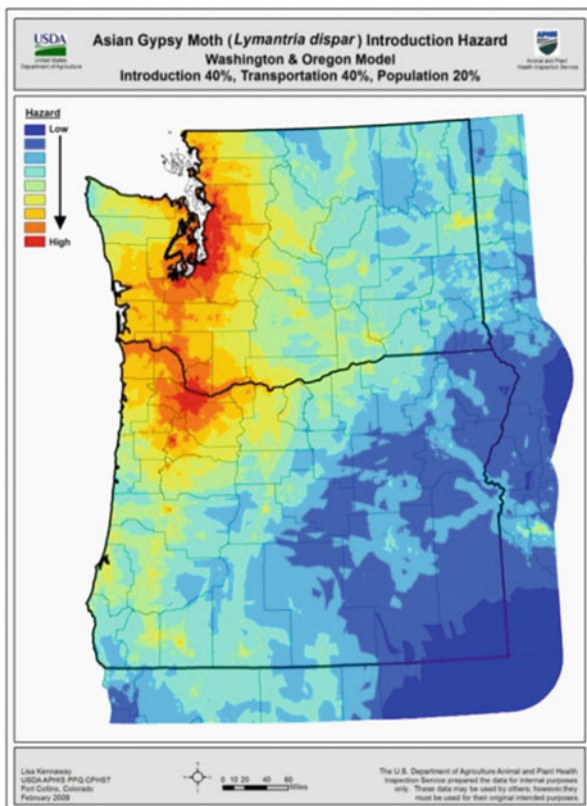 USDA
United States
Department of Agriculture
Asian Gypsy Moth (Lymantria dispar) Introduction Hazard
Washington & Oregon Model
Introduction 40%, Transportation 40%, Population 20%
APHIS
Animal and Plant
Health Inspection Service
Hazard
Low
High
Lisa Kennaway
USDA APHIS PPQ CPHST
Fort Collins, Colorado
February 2009
0 10 20 40 60
Miles
The U.S. Department of Agriculture Animal and Plant Health
Inspection Service prepared the data for internal purposes
only. These data may be used by others; however,they
must be used for their original intended purposes.